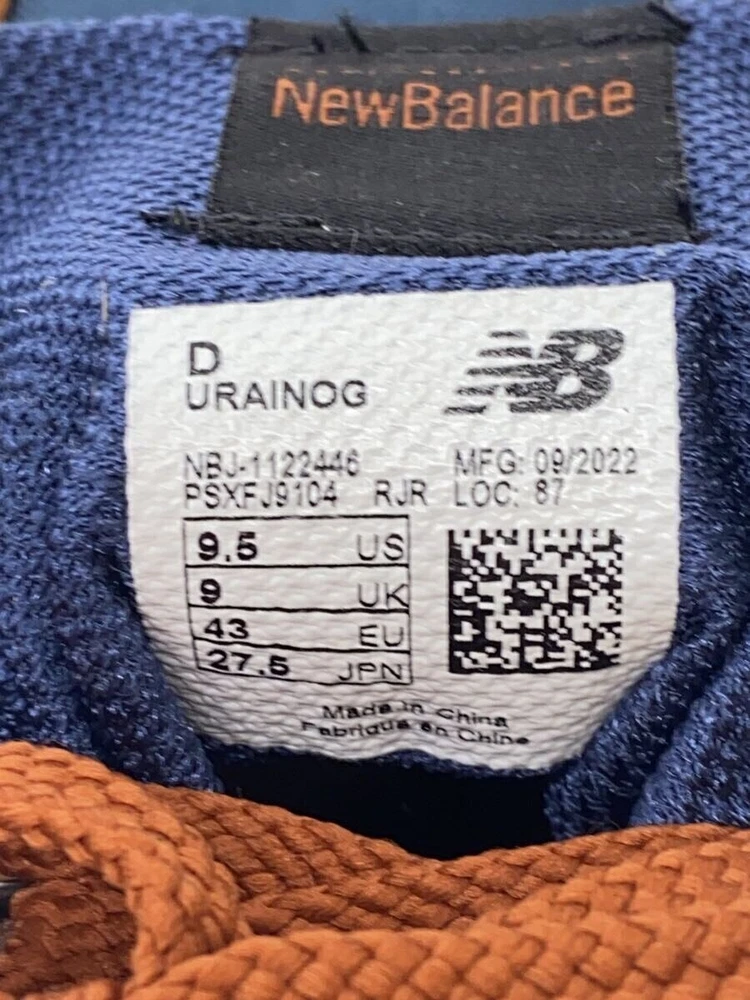 NewBalance
D
URAINOG
NB
NBJ-1122446 MFG: 09/2022
PSXFJ9104 RJR LOC: 87
9.5 US
9 UK
43 EU
27.5 JPN
Made in China
Fabriqué en Chine